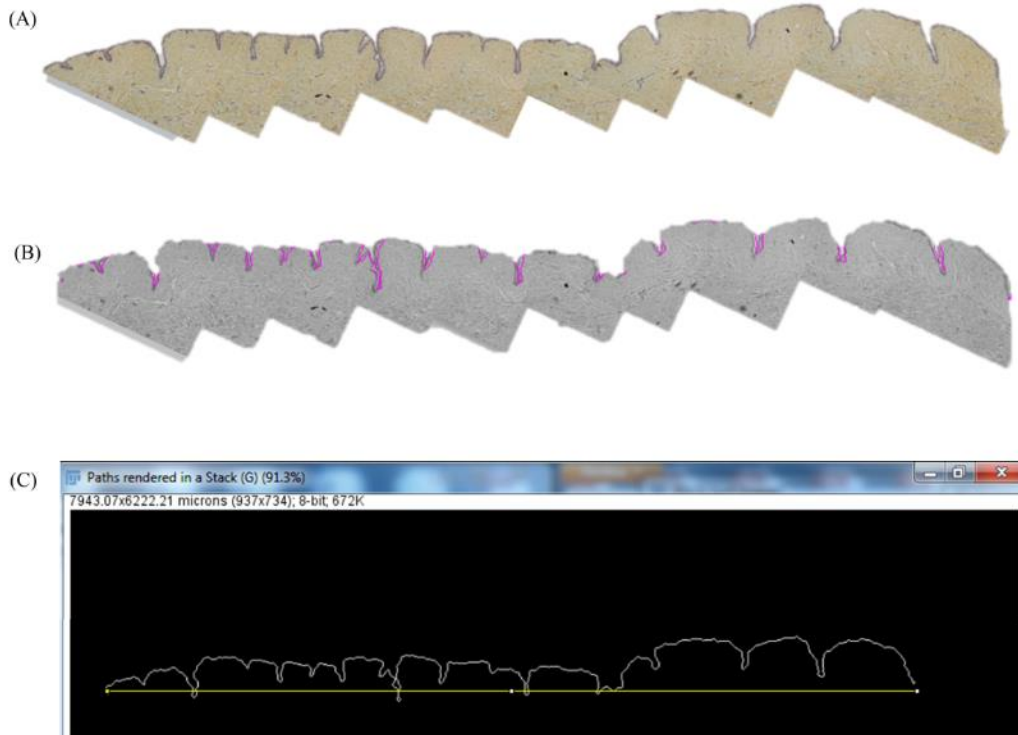 (A)
(B)
(C)
Paths rendered in a Stack (G) (91.3%)
7943.07x6222.21 microns (937x734); 8-bit; 672K